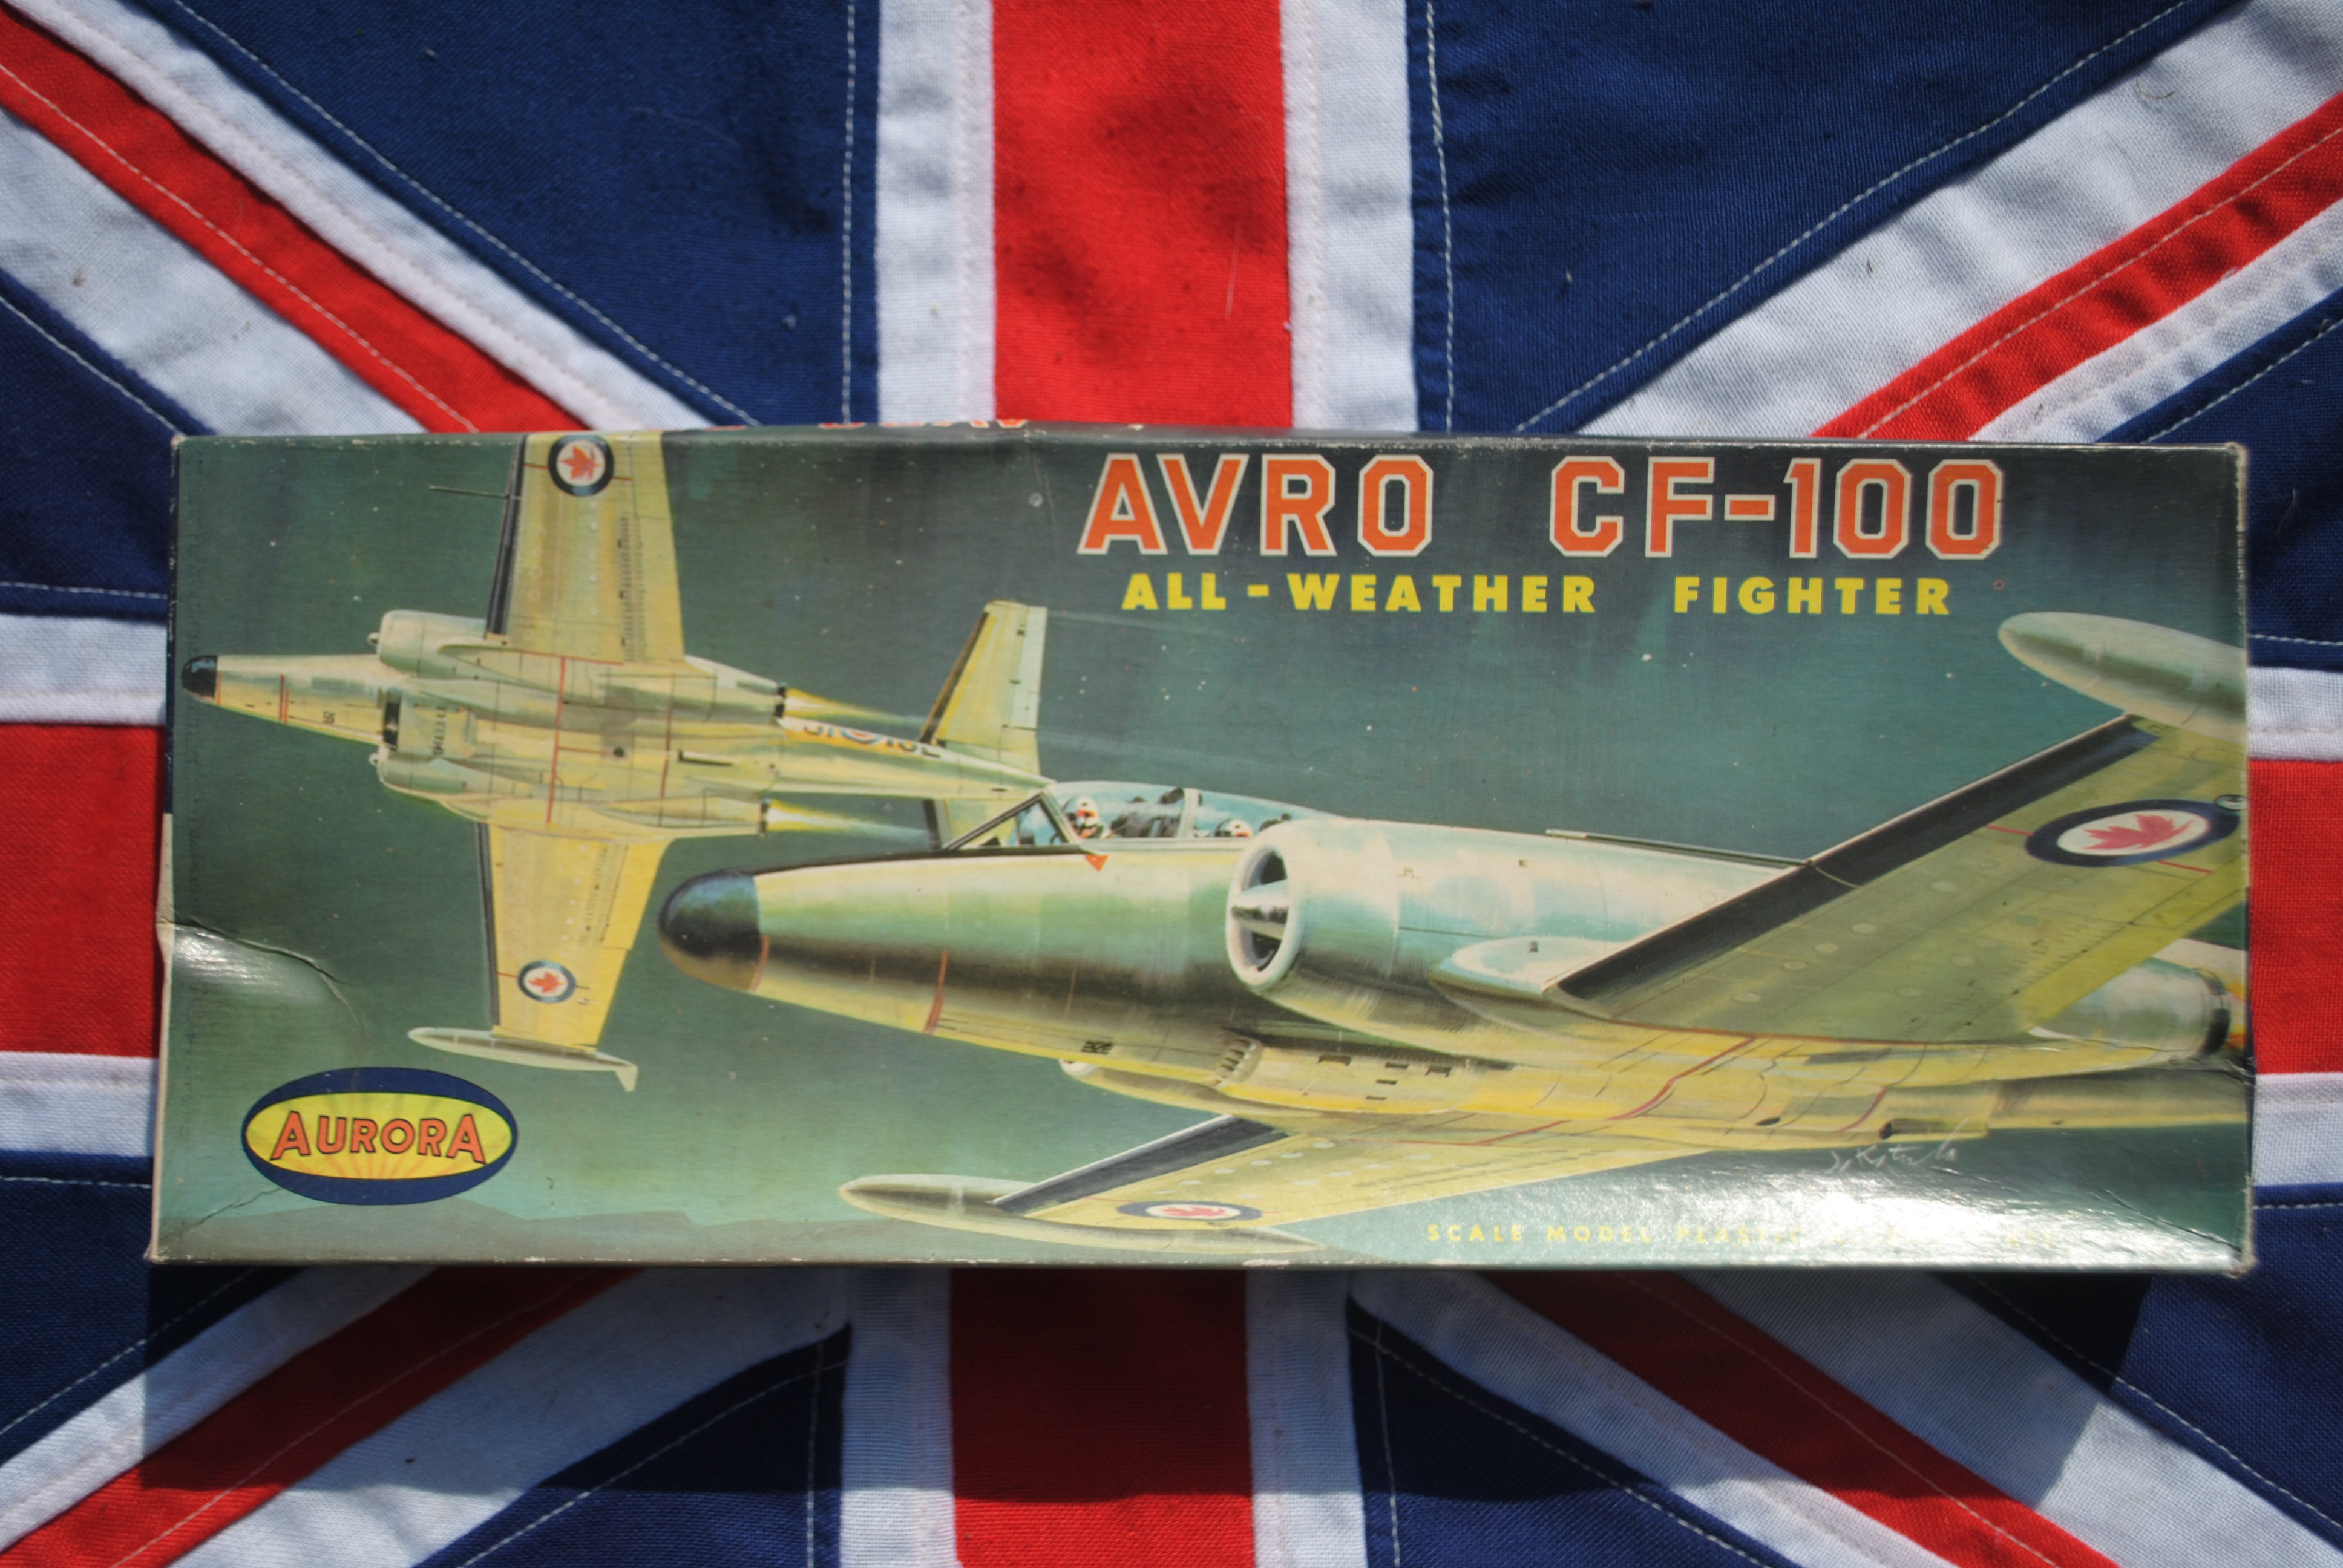 AVRO CF-100
ALL-WEATHER FIGHTER
AURORA
SCALE MODEL PLASTIC